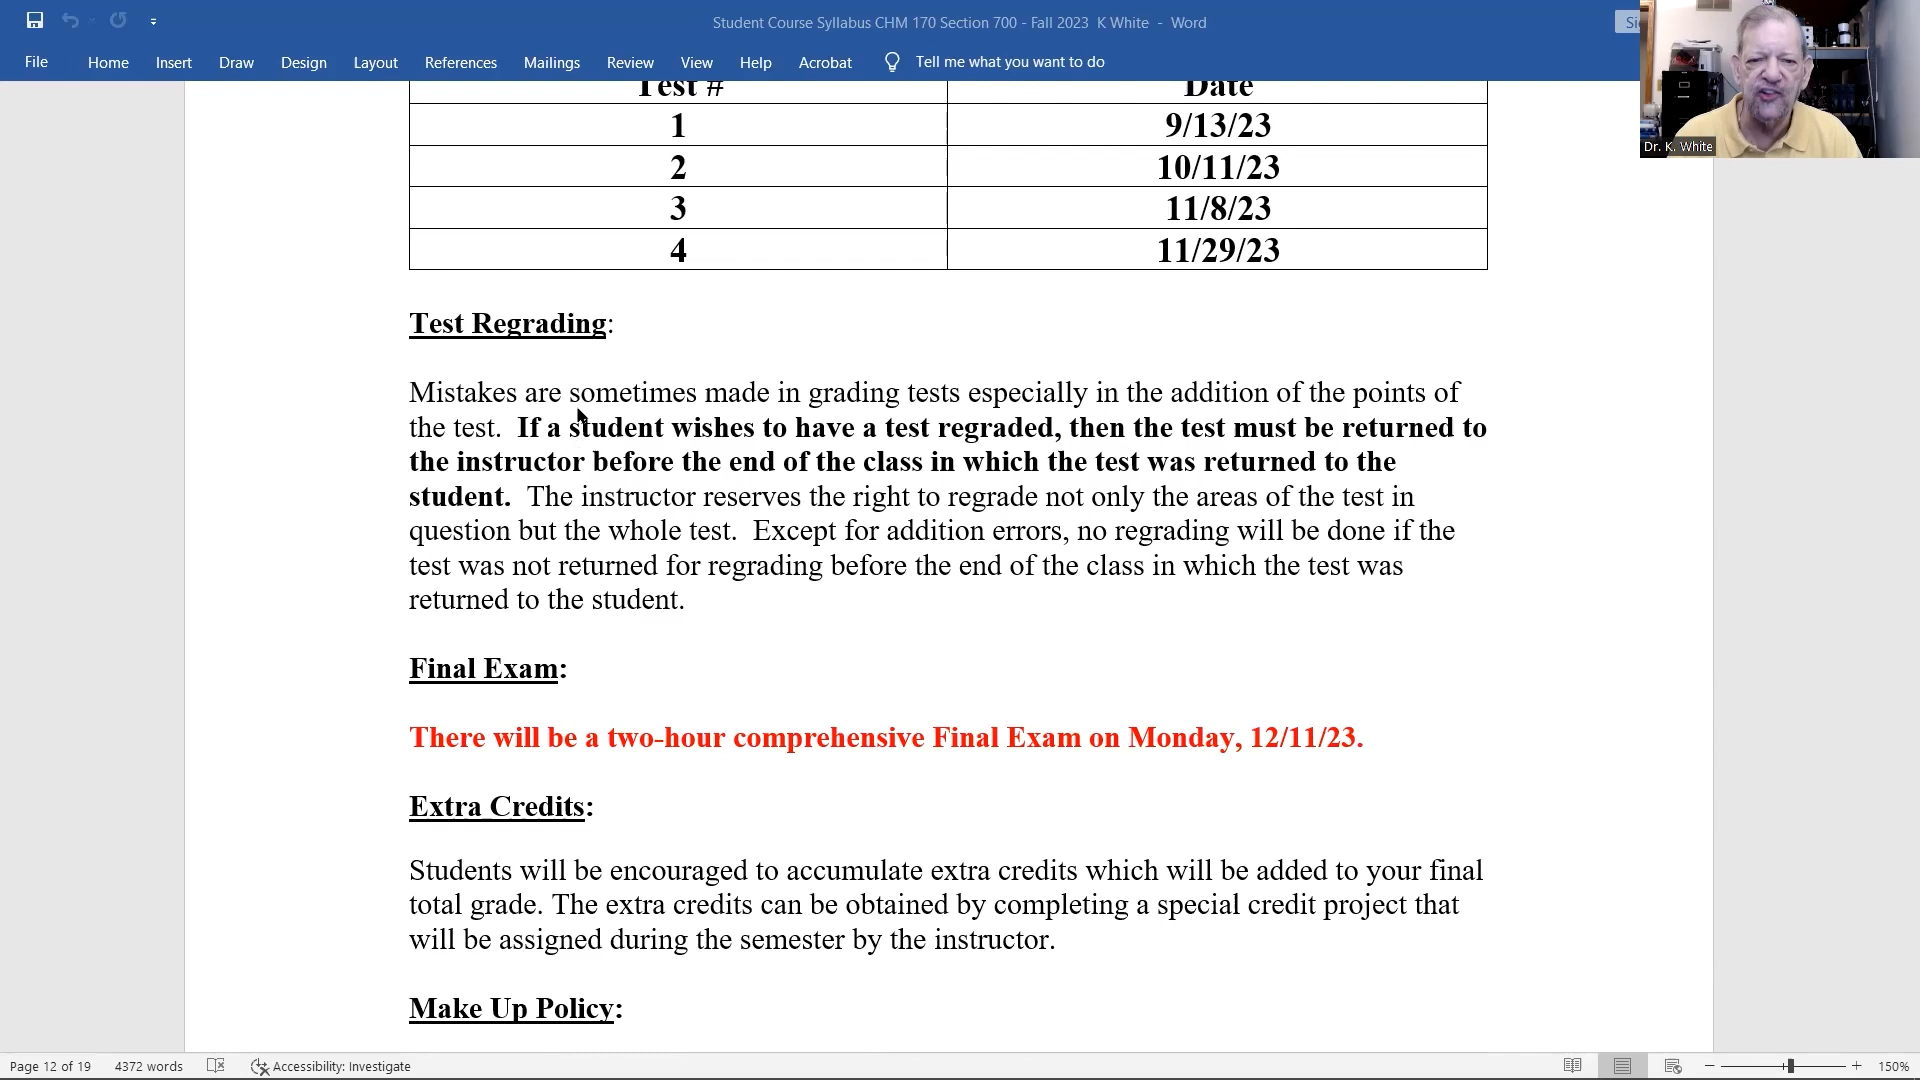 Student Course Syllabus CHM 170 Section 700 - Fall 2023  K White  -  Word
File Home Insert Draw Design Layout References Mailings Review View Help Acrobat Tell me what you want to do
Dr. K. White
Test # Date
1 9/13/23
2 10/11/23
3 11/8/23
4 11/29/23
Test Regrading:
Mistakes are sometimes made in grading tests especially in the addition of the points of
the test.  If a student wishes to have a test regraded, then the test must be returned to
the instructor before the end of the class in which the test was returned to the
student.  The instructor reserves the right to regrade not only the areas of the test in
question but the whole test.  Except for addition errors, no regrading will be done if the
test was not returned for regrading before the end of the class in which the test was
returned to the student.
Final Exam:
There will be a two-hour comprehensive Final Exam on Monday, 12/11/23.
Extra Credits:
Students will be encouraged to accumulate extra credits which will be added to your final
total grade. The extra credits can be obtained by completing a special credit project that
will be assigned during the semester by the instructor.
Make Up Policy:
Page 12 of 19 4372 words Accessibility: Investigate 150%